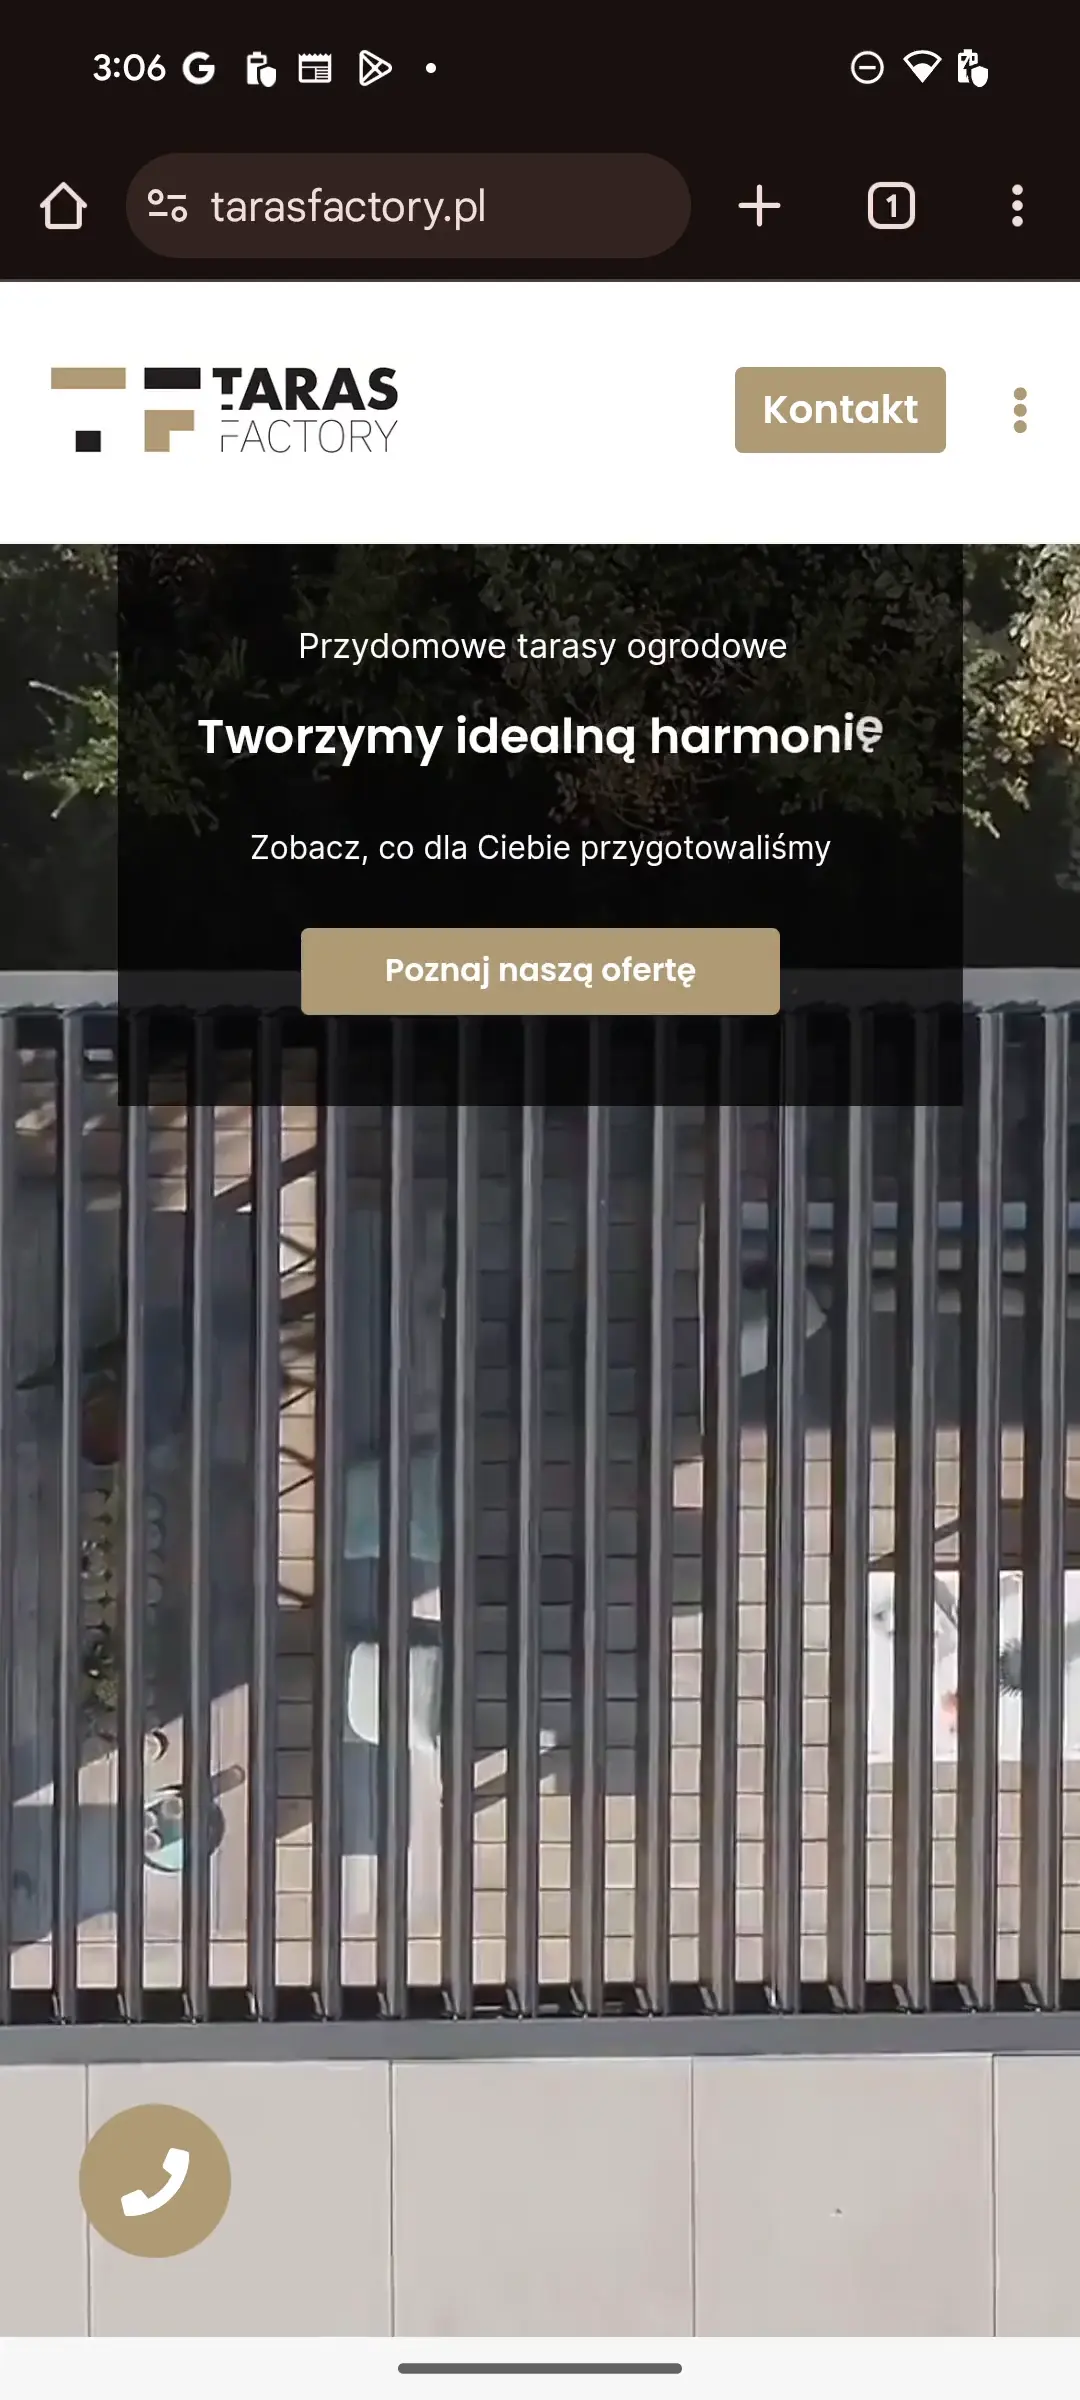 3:06
tarasfactory.pl
1
TARAS
FACTORY
Kontakt
Przydomowe tarasy ogrodowe
Tworzymy idealną harmonię
Zobacz, co dla Ciebie przygotowaliśmy
Poznaj naszą ofertę